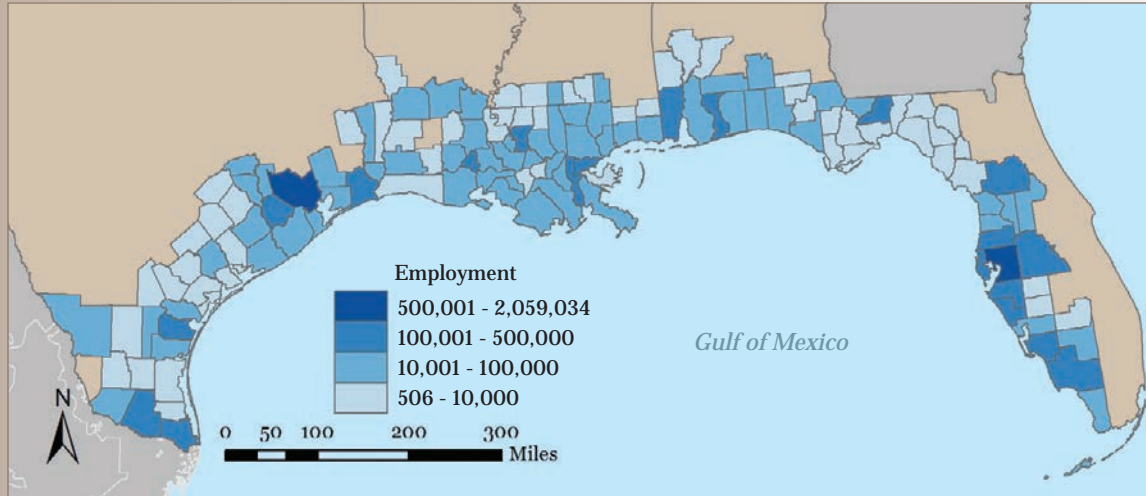 Employment
500,001 - 2,059,034
100,001 - 500,000
10,001 - 100,000
506 - 10,000
Gulf of Mexico
N
0 50 100 200 300
Miles